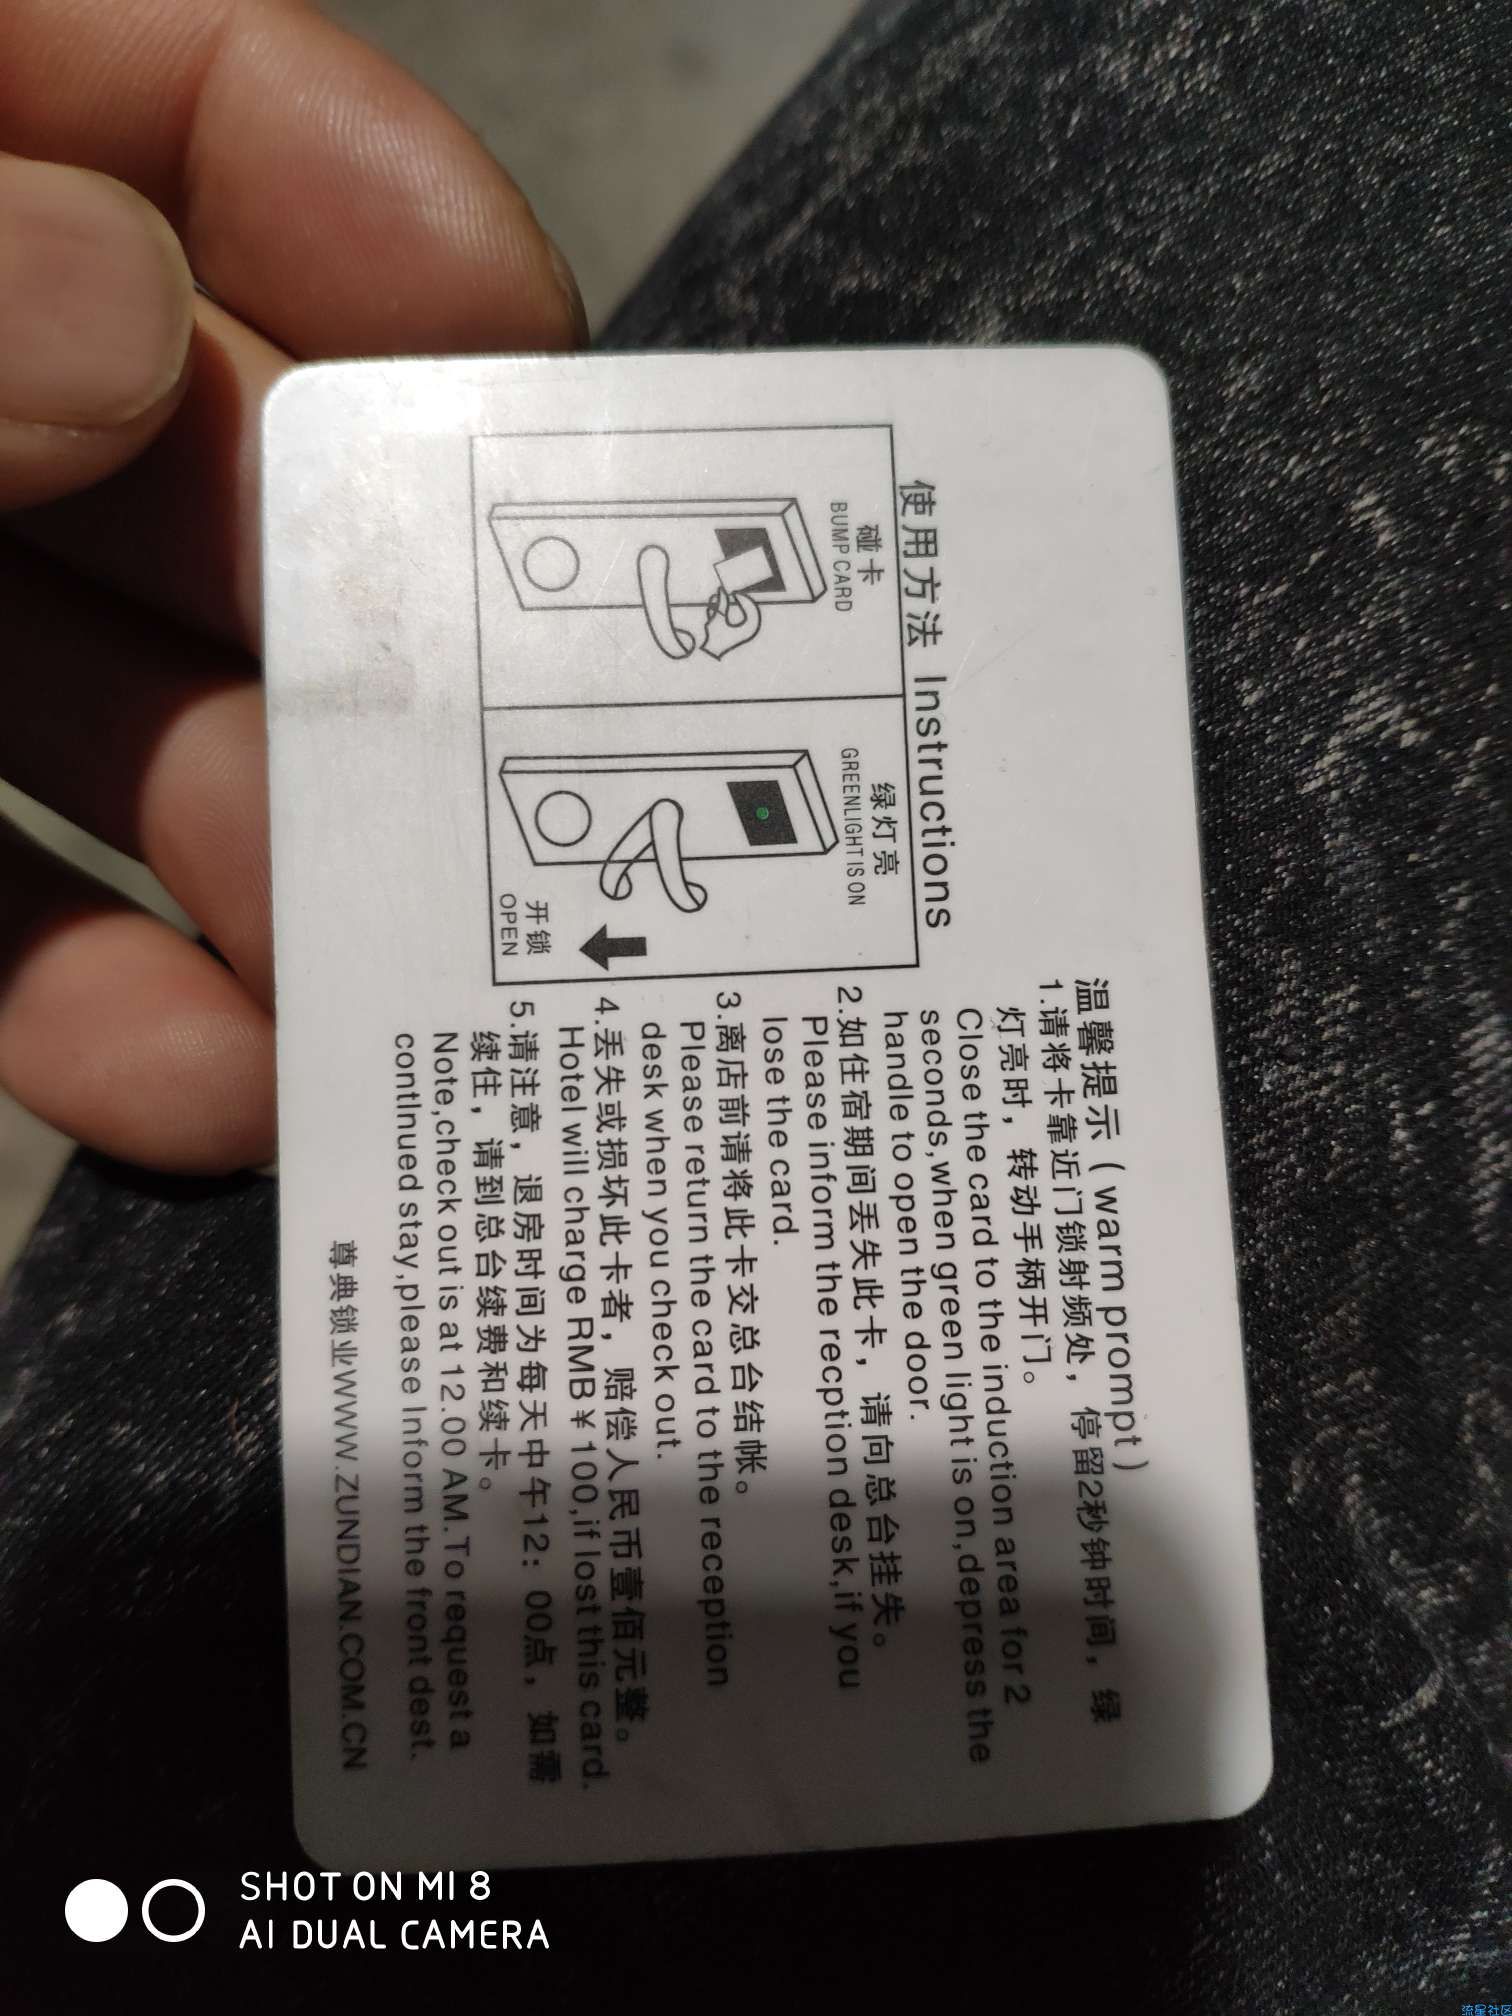 使用方法 Instructions
碰卡
BUMP CARD
绿灯亮
GREENLIGHT IS ON
开锁
OPEN
温馨提示(warm prompt)
1.请将卡靠近门锁射频处，停留2秒钟时间，绿
灯亮时，转动手柄开门。
Close the card to the induction area for 2
seconds,when green light is on,depress the
handle to open the door.
2.如住宿期间丢失此卡，请向总台挂失。
Please inform the recption desk,if you
lose the card.
3.离店前请将此卡交总台结帐。
Please return the card to the reception
desk when you check out.
4.丢失或损坏此卡者，赔偿人民币壹佰元整。
Hotel will charge RMB￥100,if lost this card.
5.请注意，退房时间为每天中午12：00点，如需
续住，请到总台续费和续卡。
Note,check out is at 12.00 AM.To request a
contlnued stay,please Inform the front dest.
尊典锁业WWW.ZUNDIAN.COM.CN
SHOT ON MI 8
AI DUAL CAMERA
流星社区